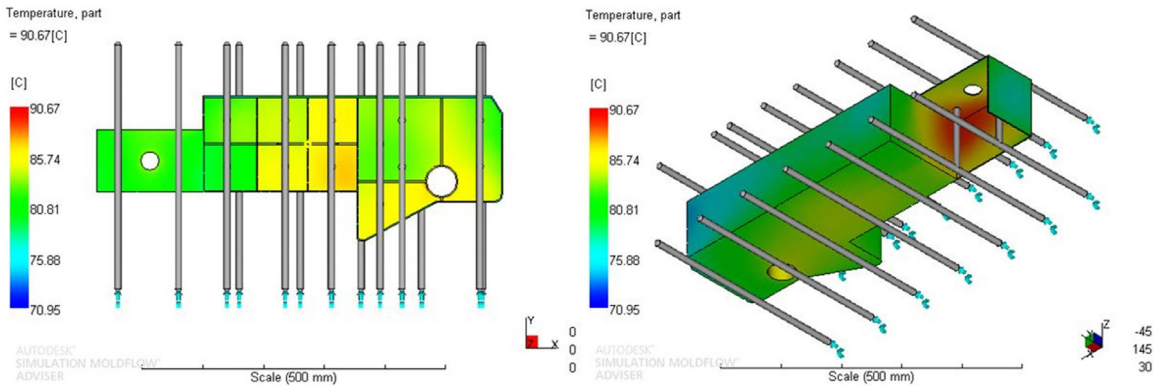 Temperature, part
= 90.67[C]
[C]
90.67
85.74
80.81
75.88
70.95
AUTODESK®
SIMULATION MOLDFLOW®
ADVISER
Scale (500 mm)
Y
Z
X
0
0
0
Temperature, part
= 90.67[C]
[C]
90.67
85.74
80.81
75.88
70.95
AUTODESK®
SIMULATION MOLDFLOW®
ADVISER
Scale (500 mm)
Z
Y
X
-45
145
30